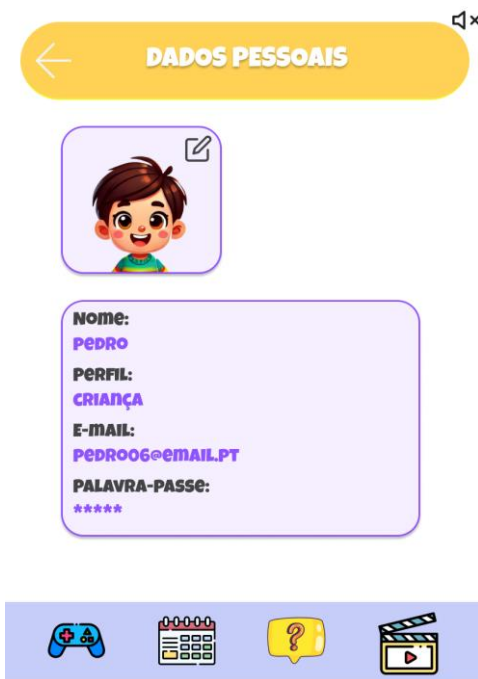 DADOS PESSOAIS
Nome:
Pedro
Perfil:
Criança
E-mail:
Pedro06@email.pt
Palavra-passe:
*****
?